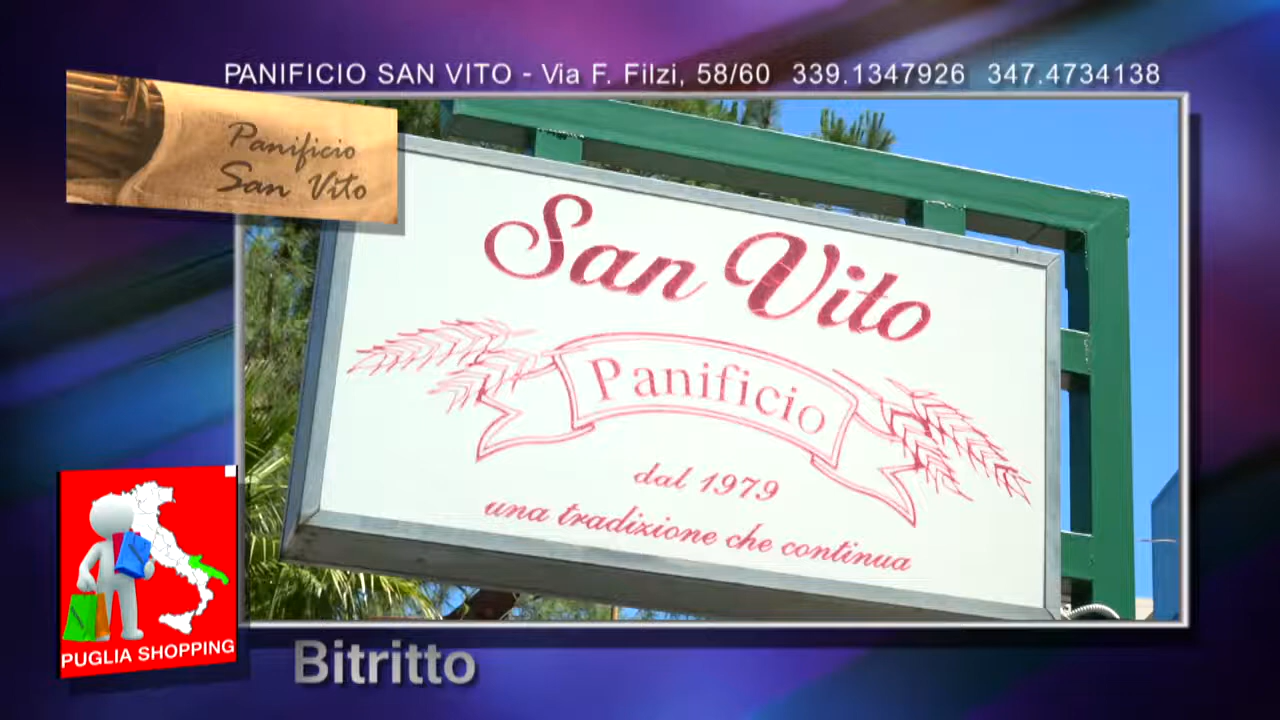 PANIFICIO SAN VITO - Via F. Filzi, 58/60 339.1347926 347.4734138
Panificio
San Vito
San Vito
Panificio
dal 1979
una tradizione che continua
PUGLIA SHOPPING
Bitritto